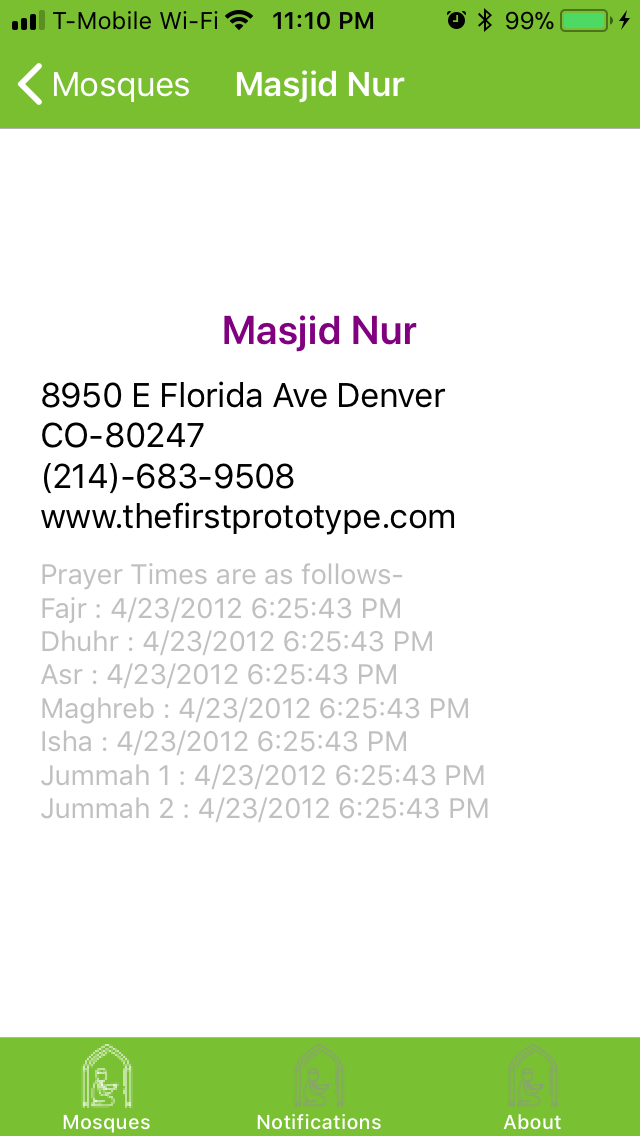 T-Mobile Wi-Fi 11:10 PM 99%
Mosques Masjid Nur
Masjid Nur
8950 E Florida Ave Denver
CO-80247
(214)-683-9508
www.thefirstprototype.com
Prayer Times are as follows-
Fajr : 4/23/2012 6:25:43 PM
Dhuhr : 4/23/2012 6:25:43 PM
Asr : 4/23/2012 6:25:43 PM
Maghreb : 4/23/2012 6:25:43 PM
Isha : 4/23/2012 6:25:43 PM
Jummah 1 : 4/23/2012 6:25:43 PM
Jummah 2 : 4/23/2012 6:25:43 PM
Mosques Notifications About